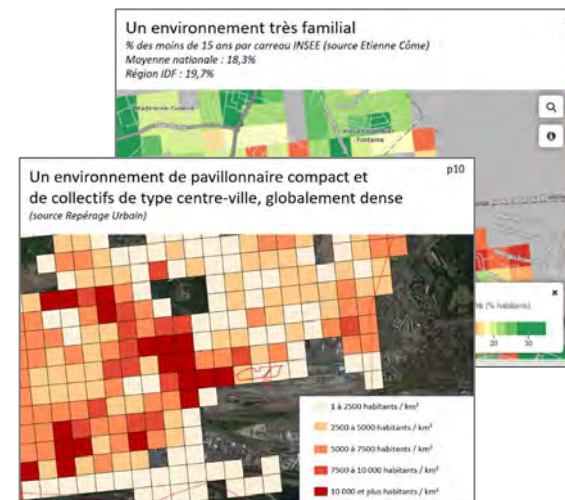 Un environnement très familial
% des moins de 15 ans par carreau INSEE (source Etienne Côme)
Moyenne nationale : 18,3%
Région IDF : 19,7%
Fontaine
p10
Un environnement de pavillonnaire compact et
de collectifs de type centre-ville, globalement dense
(source Repérage Urbain)
(% habitants)
20 30
1 à 2500 habitants / km²
2500 à 5000 habitants / km²
5000 à 7500 habitants / km²
7500 à 10 000 habitants / km²
10 000 et plus habitants / km²